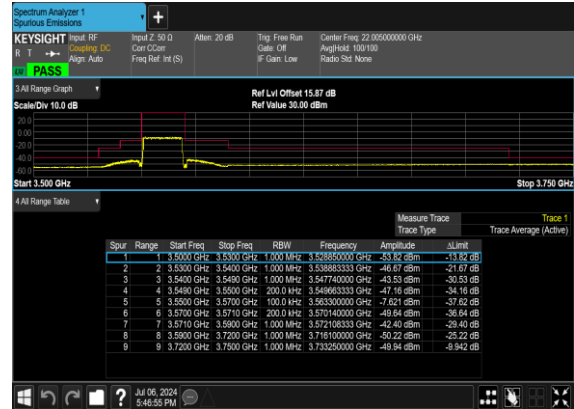 Spectrum Analyzer 1
Spurious Emissions
+
KEYSIGHT Input: RF Input Z: 50 Ω Atten: 20 dB Trig: Free Run Center Freq: 22.005000000 GHz
R T Coupling: DC Corr CCorr Gate: Off Avg|Hold: 100/100
Align: Auto Freq Ref: Int (S) IF Gain: Low Radio Std: None
PASS
3 All Range Graph
Ref Lvl Offset 15.87 dB
Scale/Div 10.0 dB Ref Value 30.00 dBm
20.0
0.00
-20.0
-40.0
-60.0
Start 3.500 GHz Stop 3.750 GHz
4 All Range Table
Measure Trace Trace 1
Trace Type Trace Average (Active)
Spur Range Start Freq Stop Freq RBW Frequency Amplitude ΔLimit
1 1 3.5000 GHz 3.5300 GHz 1.000 MHz 3.528850000 GHz -53.82 dBm -13.82 dB
2 2 3.5300 GHz 3.5400 GHz 1.000 MHz 3.538883333 GHz -46.67 dBm -21.67 dB
3 3 3.5400 GHz 3.5490 GHz 1.000 MHz 3.547740000 GHz -43.53 dBm -30.53 dB
4 4 3.5490 GHz 3.5500 GHz 200.0 kHz 3.549663333 GHz -47.16 dBm -34.16 dB
5 5 3.5500 GHz 3.5700 GHz 100.0 kHz 3.563300000 GHz -7.621 dBm -37.62 dB
6 6 3.5700 GHz 3.5710 GHz 200.0 kHz 3.570140000 GHz -49.64 dBm -36.64 dB
7 7 3.5710 GHz 3.5900 GHz 1.000 MHz 3.572108333 GHz -42.40 dBm -29.40 dB
8 8 3.5900 GHz 3.7200 GHz 1.000 MHz 3.716100000 GHz -50.22 dBm -25.22 dB
9 9 3.7200 GHz 3.7500 GHz 1.000 MHz 3.733250000 GHz -49.94 dBm -9.942 dB
? Jul 06, 2024
5:46:55 PM